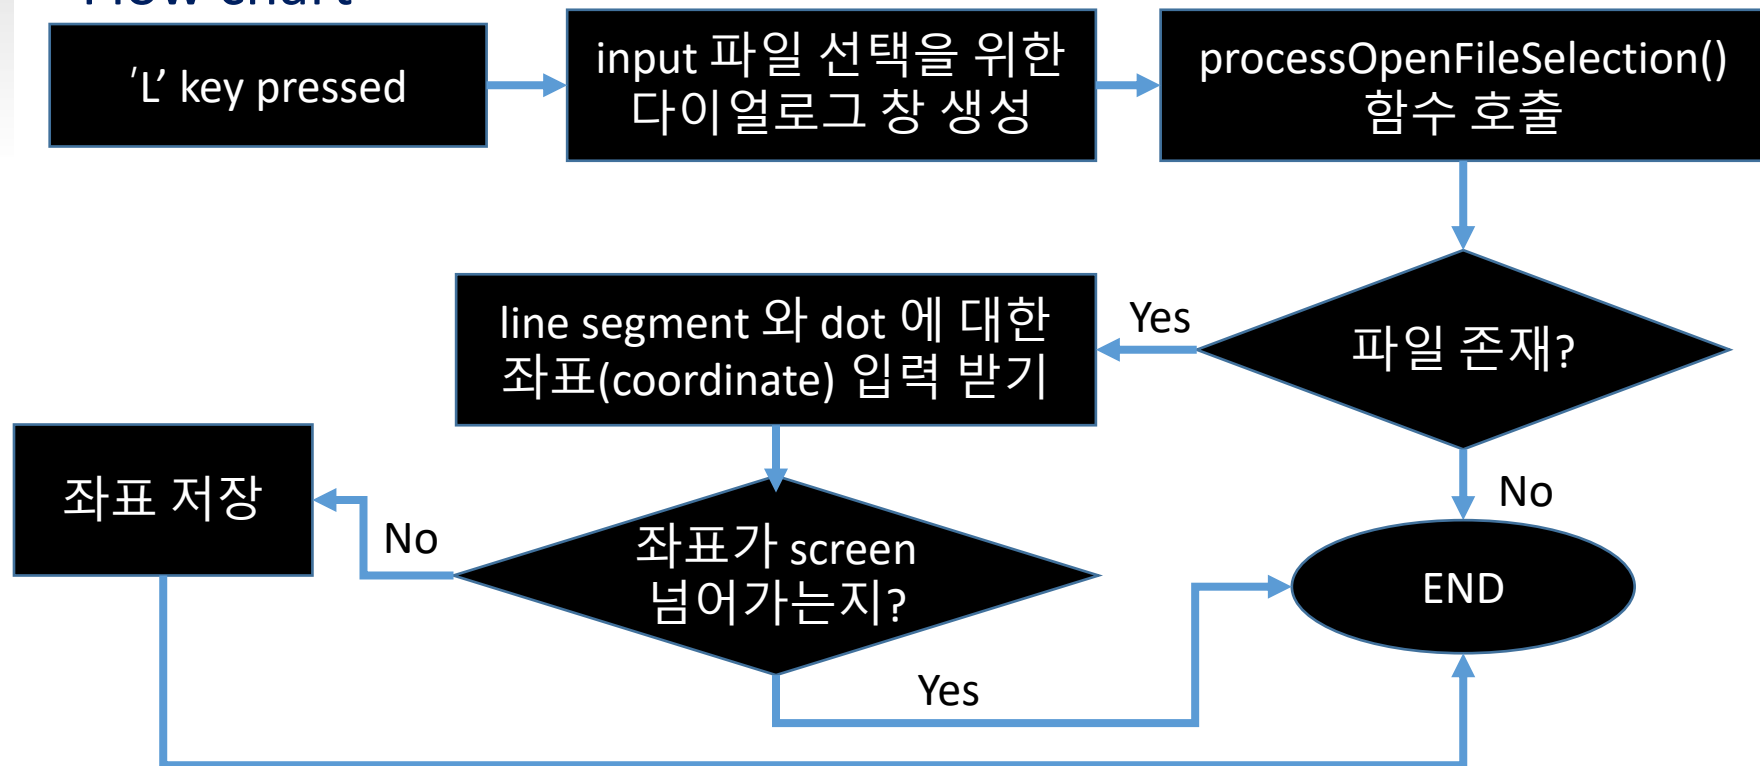 Flow chart
'L' key pressed
input 파일 선택을 위한
다이얼로그 창 생성
processOpenFileSelection()
함수 호출
파일 존재?
Yes
No
line segment 와 dot 에 대한
좌표(coordinate) 입력 받기
좌표가 screen
넘어가는지?
No
좌표 저장
Yes
END